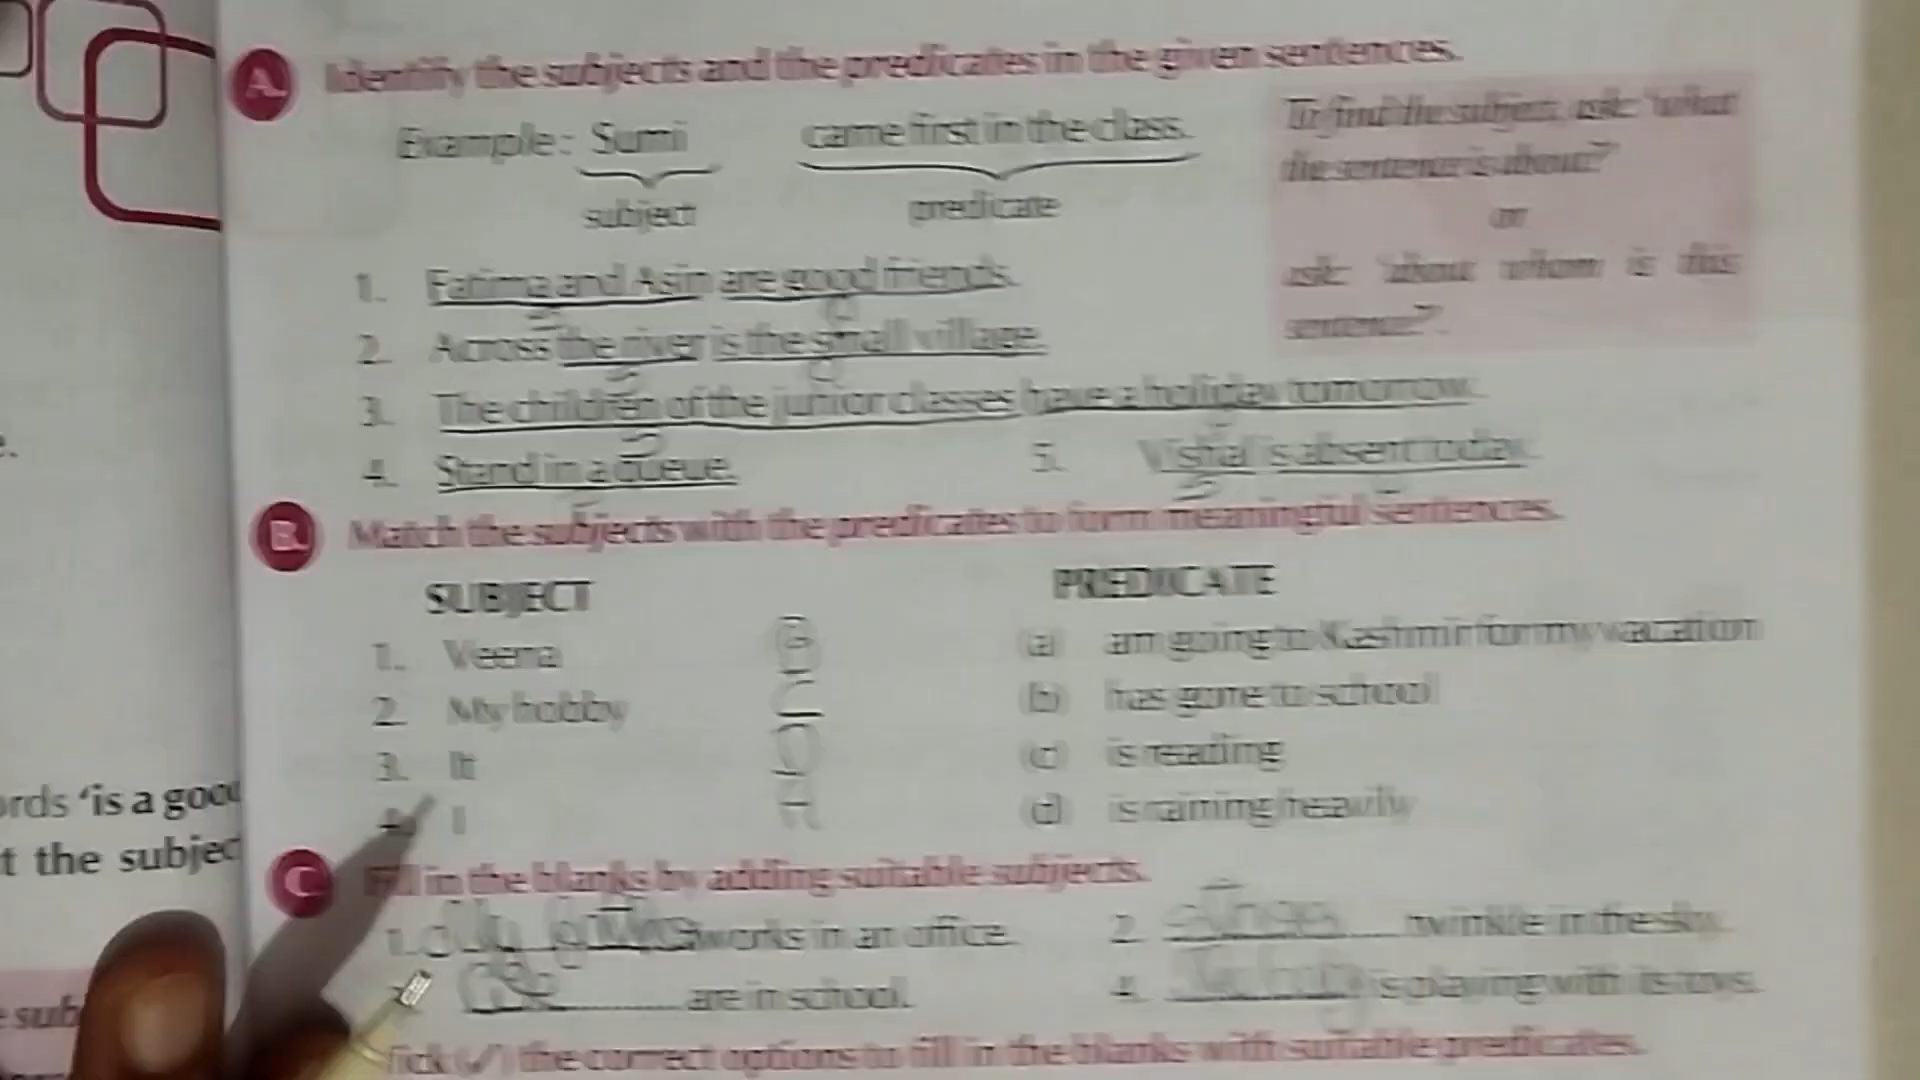 A. Identify the subjects and the predicates in the given sentences.
Example : Sumi came first in the class.
subject predicate
To find the subject, ask: 'what
the sentence is about?'
or
ask: 'about whom is this
sentence?'.
1. Fatima and Asin are good friends.
2. Across the river is the small village.
3. The children of the junior classes have a holiday tomorrow.
4. Stand in a queue. 5. Vishal is absent today.
B. Match the subjects with the predicates to form meaningful sentences.
SUBJECT PREDICATE
1. Veena (a) am going to Kashmir for my vacation
2. My hobby C (b) has gone to school
3. It D (c) is reading
4. I (d) is raining heavily
C. Fill in the blanks by adding suitable subjects.
1. My works in an office. 2. twinkle in the sky.
are in school. 4. is playing with its toys.
Tick (✓) the correct options to fill in the blanks with suitable predicates.
e.
ords 'is a good
t the subjec
e sub